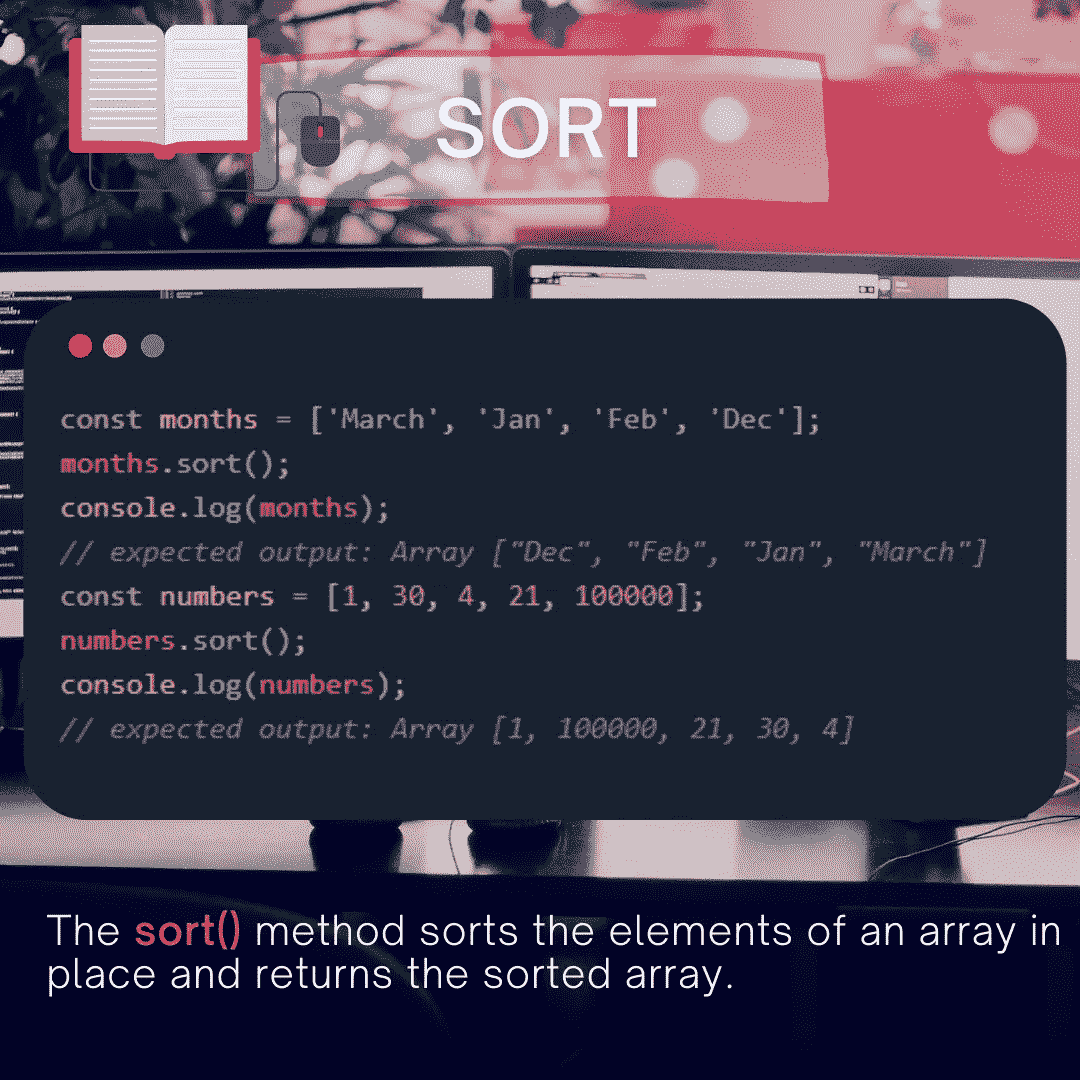 SORT
const months = ['March', 'Jan', 'Feb', 'Dec'];
months.sort();
console.log(months);
// expected output: Array ["Dec", "Feb", "Jan", "March"]
const numbers = [1, 30, 4, 21, 100000];
numbers.sort();
console.log(numbers);
// expected output: Array [1, 100000, 21, 30, 4]
The sort() method sorts the elements of an array in
place and returns the sorted array.